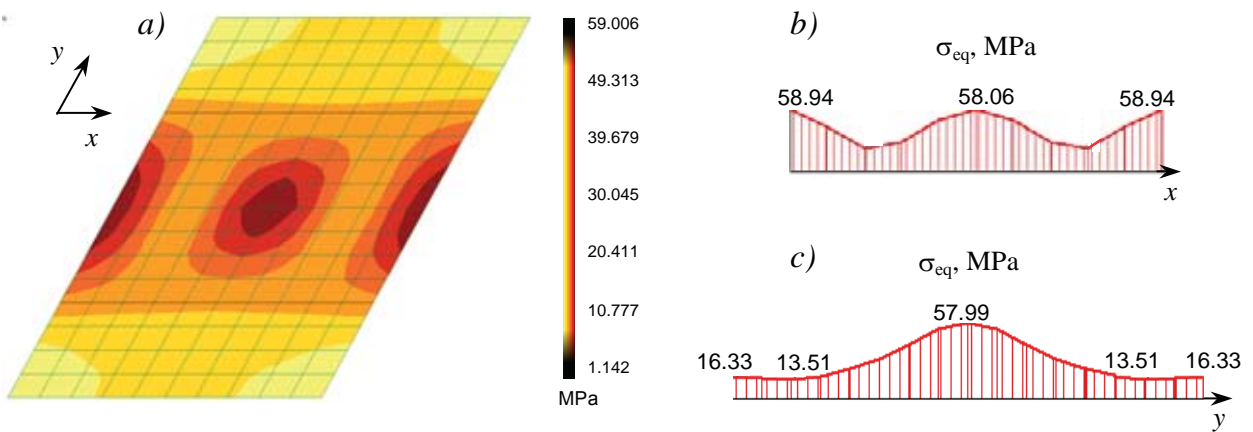 a)
y
x
59.006
49.313
39.679
30.045
20.411
10.777
1.142
MPa
b)
σeq, MPa
58.94 58.06 58.94
x
c)
σeq, MPa
57.99
16.33 13.51 13.51 16.33
y